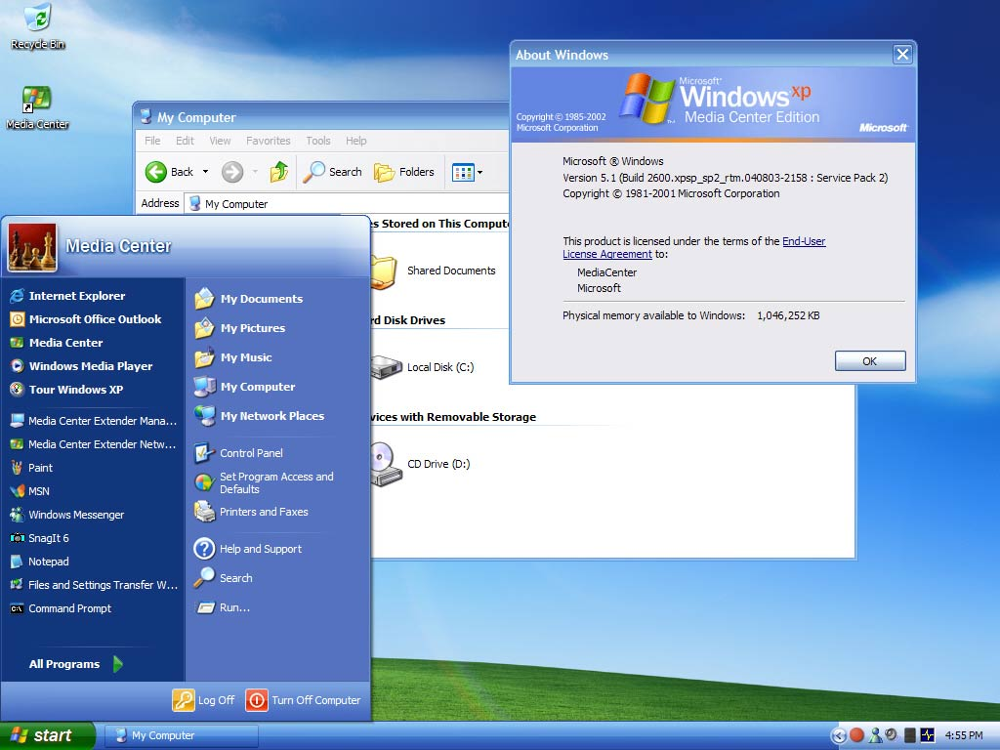 Recycle Bin
Media Center
My Computer
File Edit View Favorites Tools Help
Back Search Folders
Address My Computer
es Stored on This Compute
Shared Documents
rd Disk Drives
Local Disk (C:)
vices with Removable Storage
CD Drive (D:)
About Windows
Copyright © 1985-2002
Microsoft Corporation
Microsoft®
Windows xp
Media Center Edition
Microsoft
Microsoft ® Windows
Version 5.1 (Build 2600.xpsp_sp2_rtm.040803-2158 : Service Pack 2)
Copyright © 1981-2001 Microsoft Corporation
This product is licensed under the terms of the End-User
License Agreement to:
MediaCenter
Microsoft
Physical memory available to Windows: 1,046,252 KB
OK
Media Center
Internet Explorer
Microsoft Office Outlook
Media Center
Windows Media Player
Tour Windows XP
Media Center Extender Mana...
Media Center Extender Netw...
Paint
MSN
Windows Messenger
SnagIt 6
Notepad
Files and Settings Transfer W...
Command Prompt
All Programs
My Documents
My Pictures
My Music
My Computer
My Network Places
Control Panel
Set Program Access and
Defaults
Printers and Faxes
Help and Support
Search
Run...
Log Off Turn Off Computer
start My Computer 4:55 PM